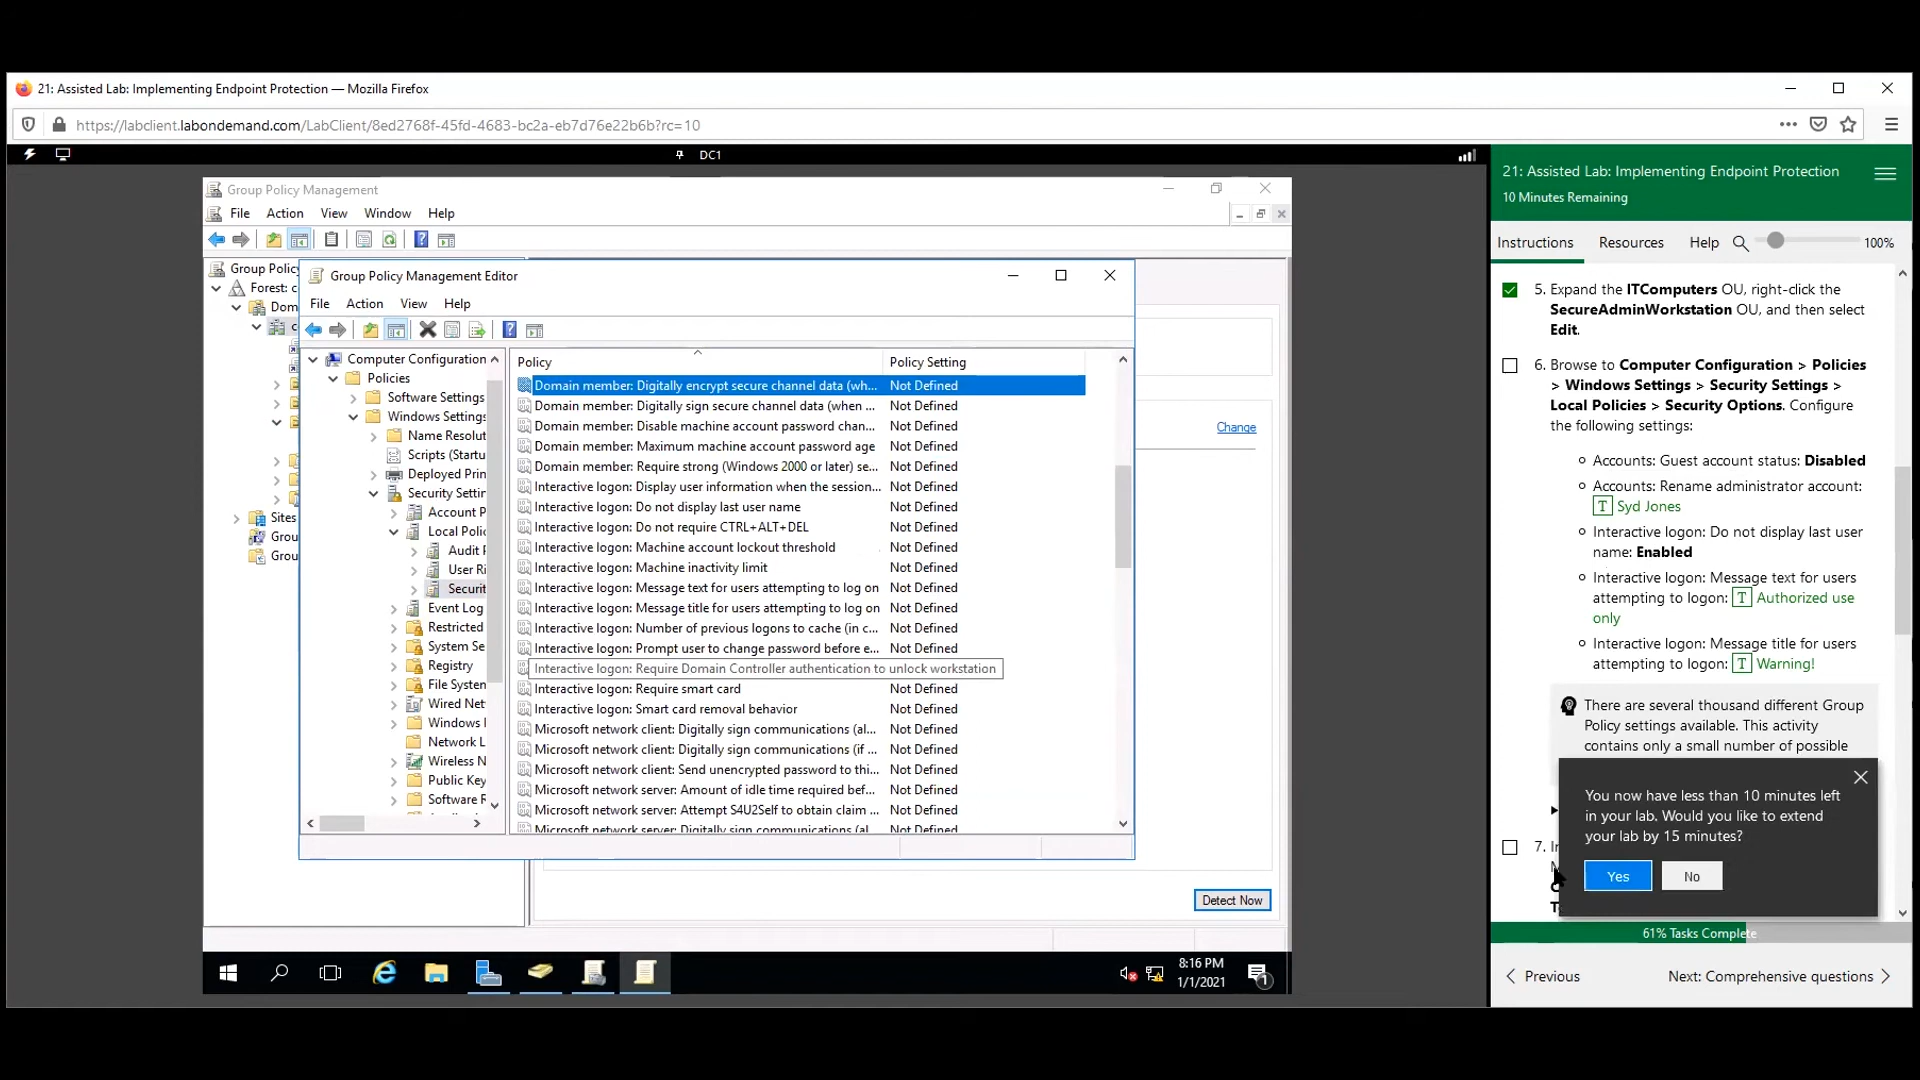 21: Assisted Lab: Implementing Endpoint Protection — Mozilla Firefox
https://labclient.labondemand.com/LabClient/8ed2768f-45fd-4683-bc2a-eb7d76e22b6b?rc=10
DC1
Group Policy Management
File Action View Window Help
Group Policy
Forest: c
Dom
c
Sites
Grou
Grou
Change
Detect Now
Group Policy Management Editor
File Action View Help
Computer Configuration
Policies
Software Settings
Windows Settings
Name Resolut
Scripts (Startu
Deployed Prin
Security Settir
Account P
Local Polic
Audit P
User Ri
Securit
Event Log
Restricted
System Se
Registry
File System
Wired Net
Windows I
Network L
Wireless N
Public Key
Software R
Policy Policy Setting
Domain member: Digitally encrypt secure channel data (wh... Not Defined
Domain member: Digitally sign secure channel data (when ... Not Defined
Domain member: Disable machine account password chan... Not Defined
Domain member: Maximum machine account password age Not Defined
Domain member: Require strong (Windows 2000 or later) se... Not Defined
Interactive logon: Display user information when the session... Not Defined
Interactive logon: Do not display last user name Not Defined
Interactive logon: Do not require CTRL+ALT+DEL Not Defined
Interactive logon: Machine account lockout threshold Not Defined
Interactive logon: Machine inactivity limit Not Defined
Interactive logon: Message text for users attempting to log on Not Defined
Interactive logon: Message title for users attempting to log on Not Defined
Interactive logon: Number of previous logons to cache (in c... Not Defined
Interactive logon: Prompt user to change password before e... Not Defined
Interactive logon: Require Domain Controller authentication to unlock workstation
Interactive logon: Require smart card Not Defined
Interactive logon: Smart card removal behavior Not Defined
Microsoft network client: Digitally sign communications (al... Not Defined
Microsoft network client: Digitally sign communications (if ... Not Defined
Microsoft network client: Send unencrypted password to thi... Not Defined
Microsoft network server: Amount of idle time required bef... Not Defined
Microsoft network server: Attempt S4U2Self to obtain claim ... Not Defined
Microsoft network server: Digitally sign communications (al... Not Defined
8:16 PM
1/1/2021
1
21: Assisted Lab: Implementing Endpoint Protection
10 Minutes Remaining
Instructions Resources Help 100%
5. Expand the ITComputers OU, right-click the
SecureAdminWorkstation OU, and then select
Edit.
6. Browse to Computer Configuration > Policies
> Windows Settings > Security Settings >
Local Policies > Security Options. Configure
the following settings:
Accounts: Guest account status: Disabled
Accounts: Rename administrator account:
T Syd Jones
Interactive logon: Do not display last user
name: Enabled
Interactive logon: Message text for users
attempting to logon: T Authorized use
only
Interactive logon: Message title for users
attempting to logon: T Warning!
There are several thousand different Group
Policy settings available. This activity
contains only a small number of possible
7. I
You now have less than 10 minutes left
in your lab. Would you like to extend
your lab by 15 minutes?
Yes No
61% Tasks Complete
Previous Next: Comprehensive questions